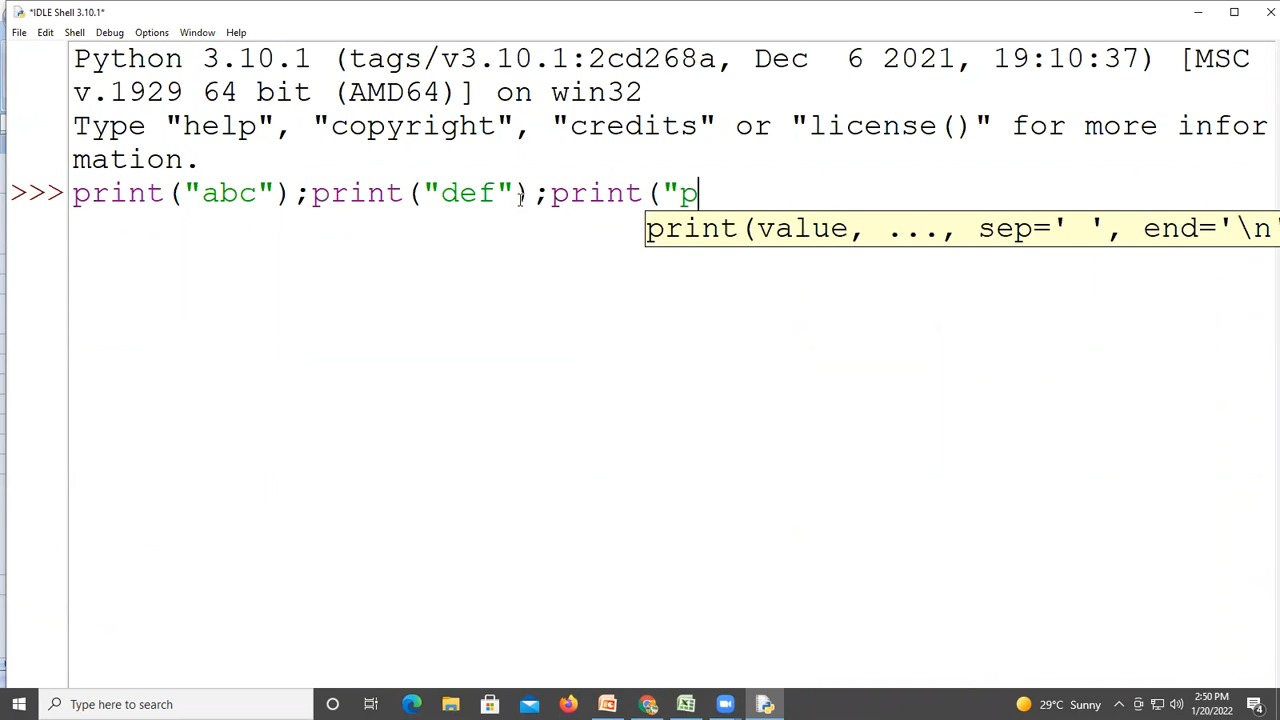 *IDLE Shell 3.10.1*
File Edit Shell Debug Options Window Help
Python 3.10.1 (tags/v3.10.1:2cd268a, Dec  6 2021, 19:10:37) [MSC
v.1929 64 bit (AMD64)] on win32
Type "help", "copyright", "credits" or "license()" for more infor
mation.
>>> print("abc");print("def");print("p
print(value, ..., sep=' ', end='\n'
Type here to search
29°C Sunny
2:50 PM
1/20/2022
4